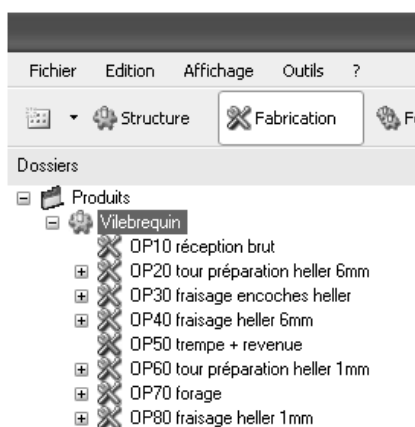 Fichier Edition Affichage Outils ?
Structure Fabrication F
Dossiers
Produits
Vilebrequin
OP10 réception brut
OP20 tour préparation heller 6mm
OP30 fraisage encoches heller
OP40 fraisage heller 6mm
OP50 trempe + revenue
OP60 tour préparation heller 1mm
OP70 forage
OP80 fraisage heller 1mm